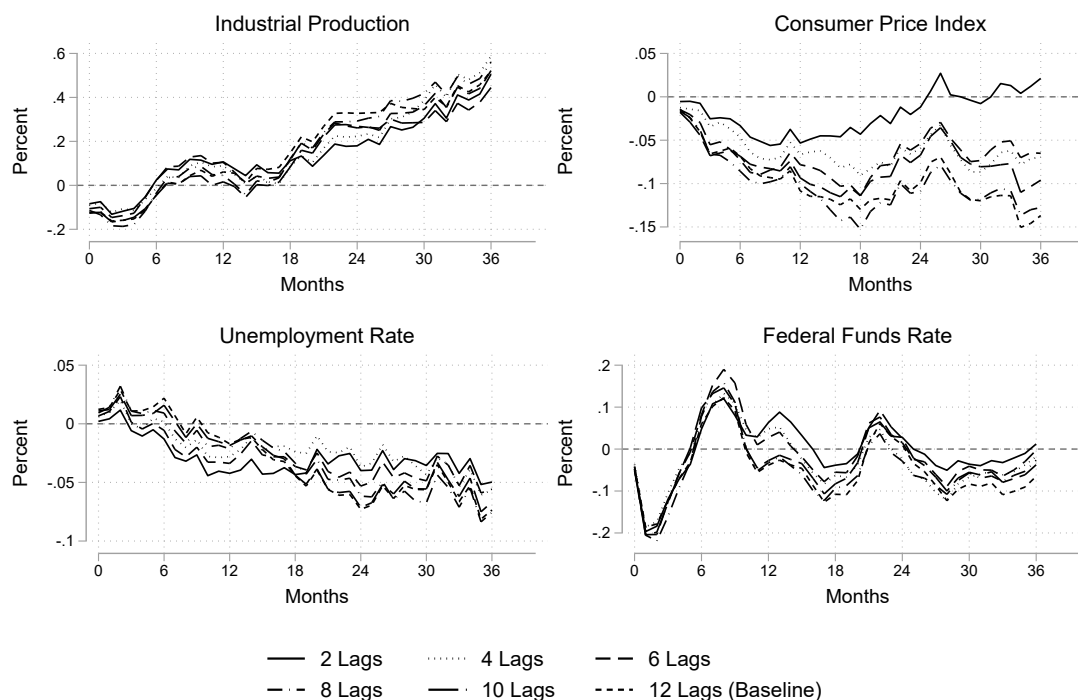 Industrial Production
Percent
.6
.4
.2
0
-.2
0 6 12 18 24 30 36
Months
Consumer Price Index
Percent
.05
0
-.05
-.1
-.15
0 6 12 18 24 30 36
Months
Unemployment Rate
Percent
.05
0
-.05
-.1
0 6 12 18 24 30 36
Months
Federal Funds Rate
Percent
.2
.1
0
-.1
-.2
0 6 12 18 24 30 36
Months
2 Lags 4 Lags 6 Lags
8 Lags 10 Lags 12 Lags (Baseline)